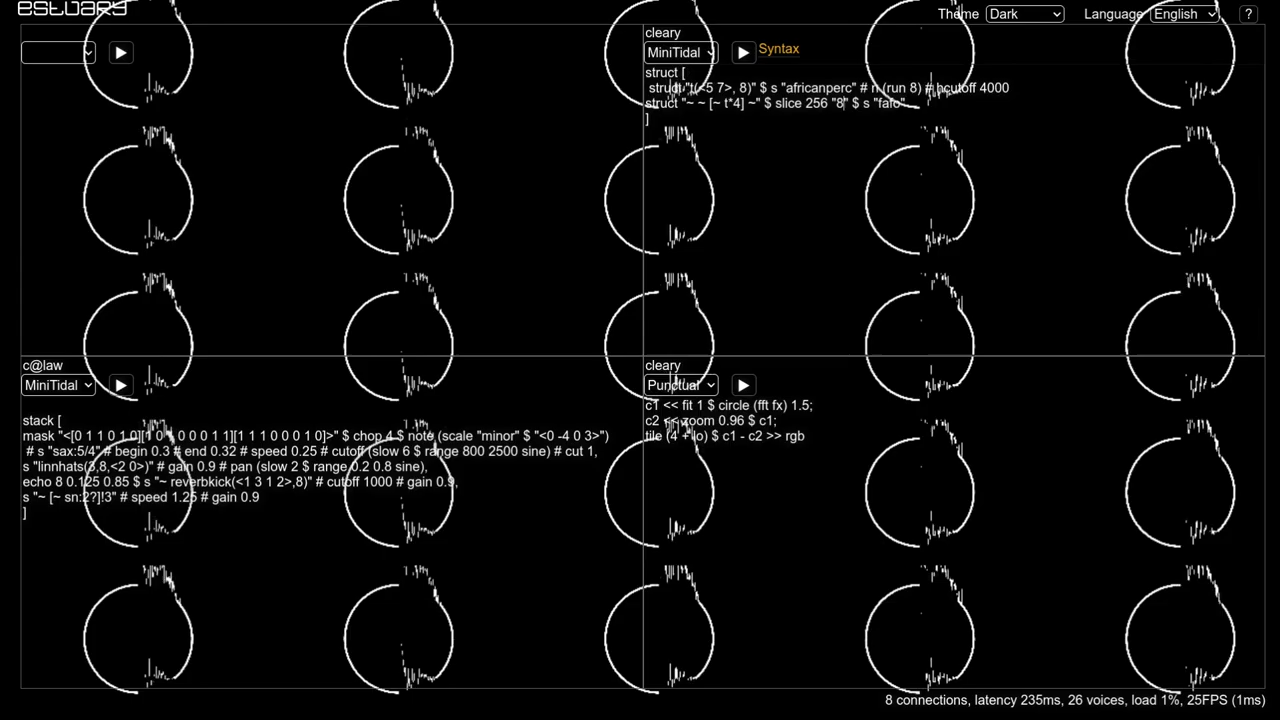 estuary
Theme Dark Language English ?
cleary
MiniTidal Syntax
struct [
struct "t(<5 7>, 8)" $ s "africanperc" # n (run 8) # hcutoff 4000
struct "~ ~ [~ t*4] ~" $ slice 256 "8" $ s "fafo"
]
c@law
MiniTidal
stack [
mask "<[0 1 1 0 1 0][1 0 1 0 0 0 1 1][1 1 1 0 0 0 1 0]>" $ chop 4 $ note (scale "minor" $ "<0 -4 0 3>")
# s "sax:5/4" # begin 0.3 # end 0.32 # speed 0.25 # cutoff (slow 6 $ range 800 2500 sine) # cut 1,
s "linnhats(3,8,<2 0>)" # gain 0.9 # pan (slow 2 $ range 0.2 0.8 sine),
echo 8 0.125 0.85 $ s "~ reverbkick(<1 3 1 2>,8)" # cutoff 1000 # gain 0.9,
s "~ [~ sn:2?]!3" # speed 1.25 # gain 0.9
]
cleary
Punctual
c1 << fit 1 $ circle (fft fx) 1.5;
c2 << zoom 0.96 $ c1;
tile (4 + lo) $ c1 - c2 >> rgb
8 connections, latency 235ms, 26 voices, load 1%, 25FPS (1ms)